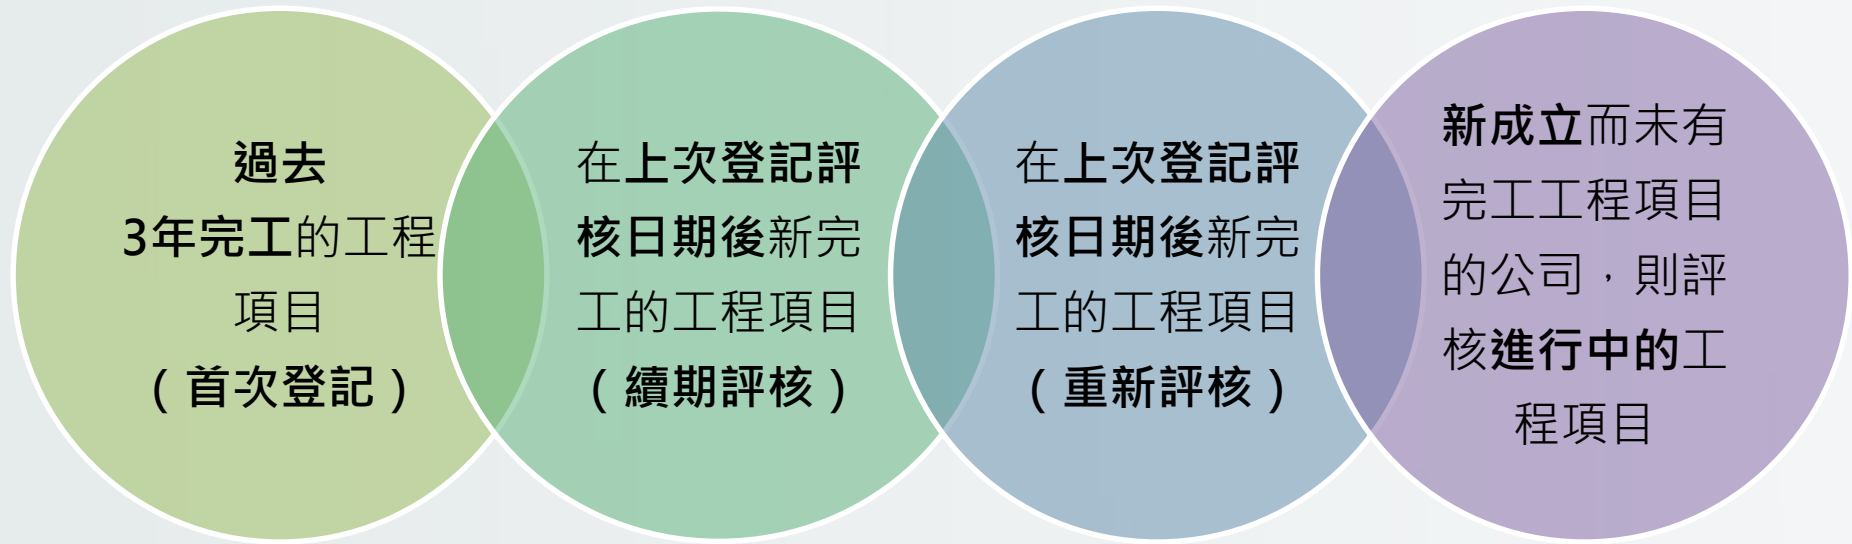 過去
3年完工的工程
項目
（首次登記）
在上次登記評
核日期後新完
工的工程項目
（續期評核）
在上次登記評
核日期後新完
工的工程項目
（重新評核）
新成立而未有
完工工程項目
的公司，則評
核進行中的工
程項目